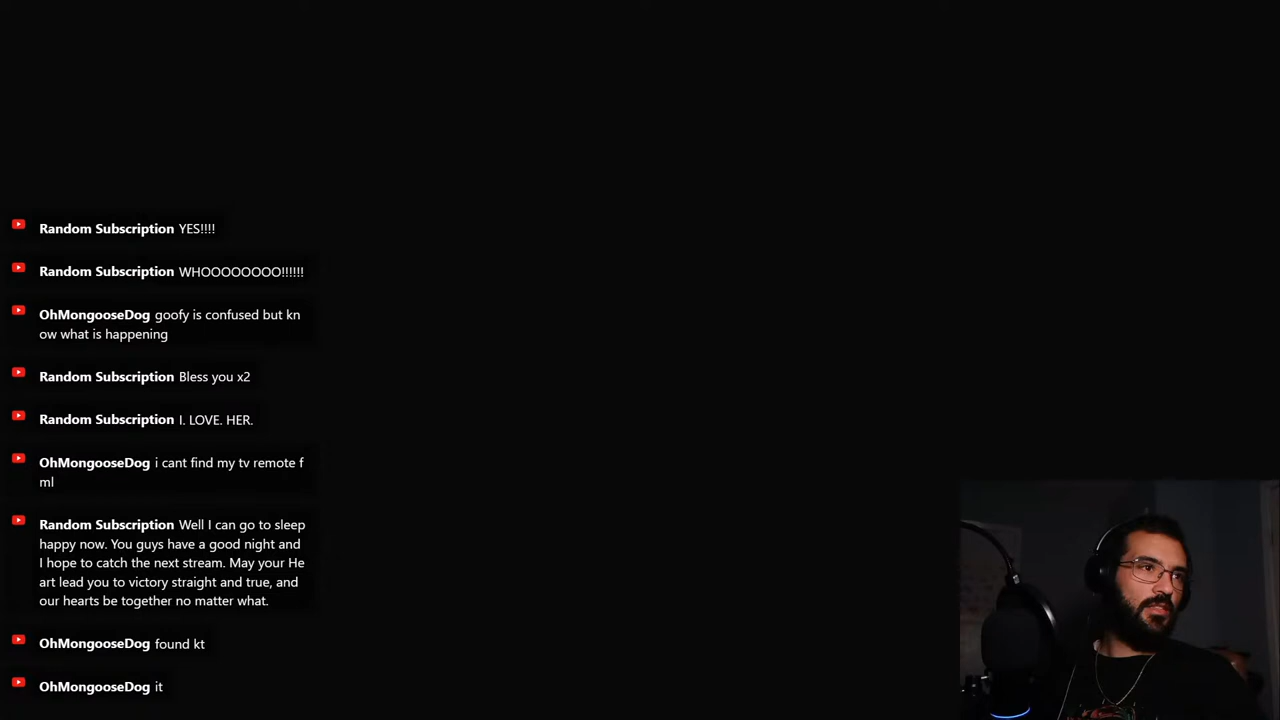 Random Subscription YES!!!!
Random Subscription WHOOOOOOOO!!!!!!
OhMongooseDog goofy is confused but kn
ow what is happening
Random Subscription Bless you x2
Random Subscription I. LOVE. HER.
OhMongooseDog i cant find my tv remote f
ml
Random Subscription Well I can go to sleep
happy now. You guys have a good night and
I hope to catch the next stream. May your He
art lead you to victory straight and true, and
our hearts be together no matter what.
OhMongooseDog found kt
OhMongooseDog it